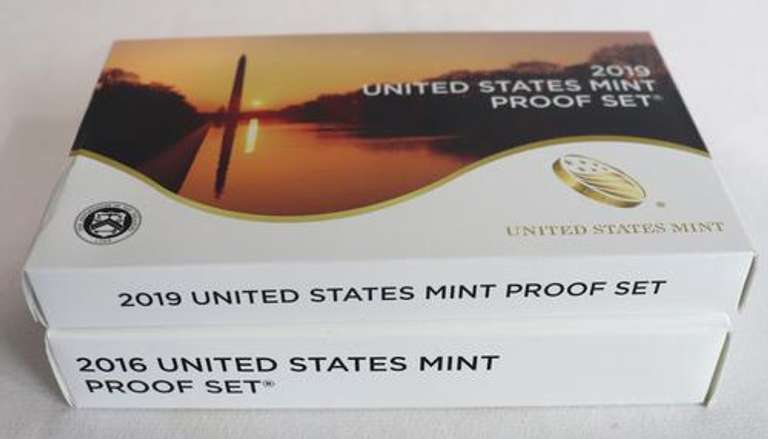 2019
UNITED STATES MINT
PROOF SET®
UNITED STATES MINT
2019 UNITED STATES MINT PROOF SET
2016 UNITED STATES MINT
PROOF SET®